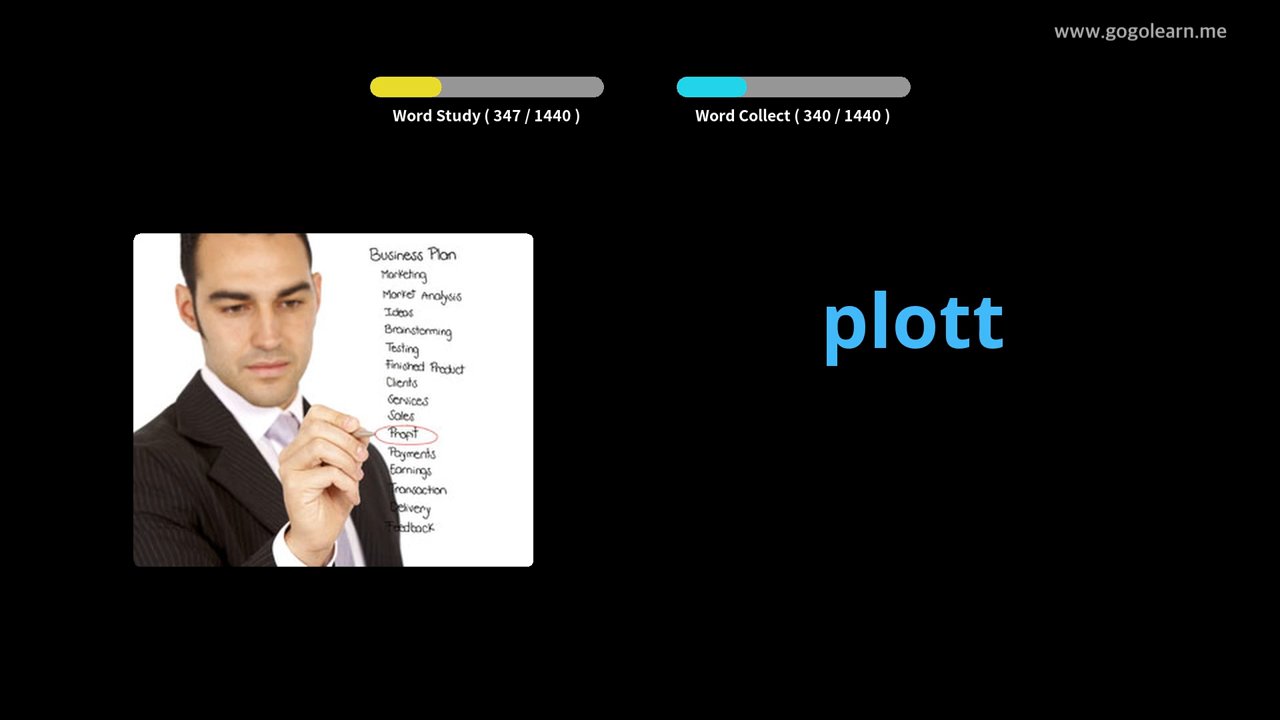 www.gogolearn.me
Word Study ( 347 / 1440 )
Word Collect ( 340 / 1440 )
Business Plan
Marketing
Market Analysis
Ideas
Brainstorming
Testing
Finished Product
Clients
Services
Sales
Profit
Payments
Earnings
Transaction
Delivery
Feedback
plott